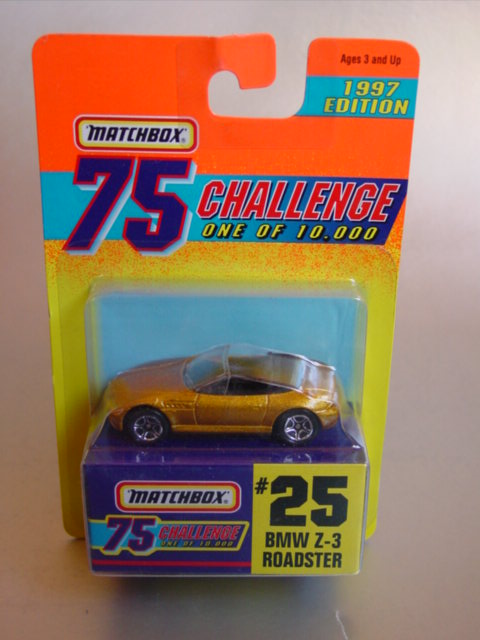 Ages 3 and Up
1997
EDITION
MATCHBOX®
75 CHALLENGE
ONE OF 10.000
MATCHBOX®
75 CHALLENGE
ONE OF 10.000
#25
BMW Z-3
ROADSTER